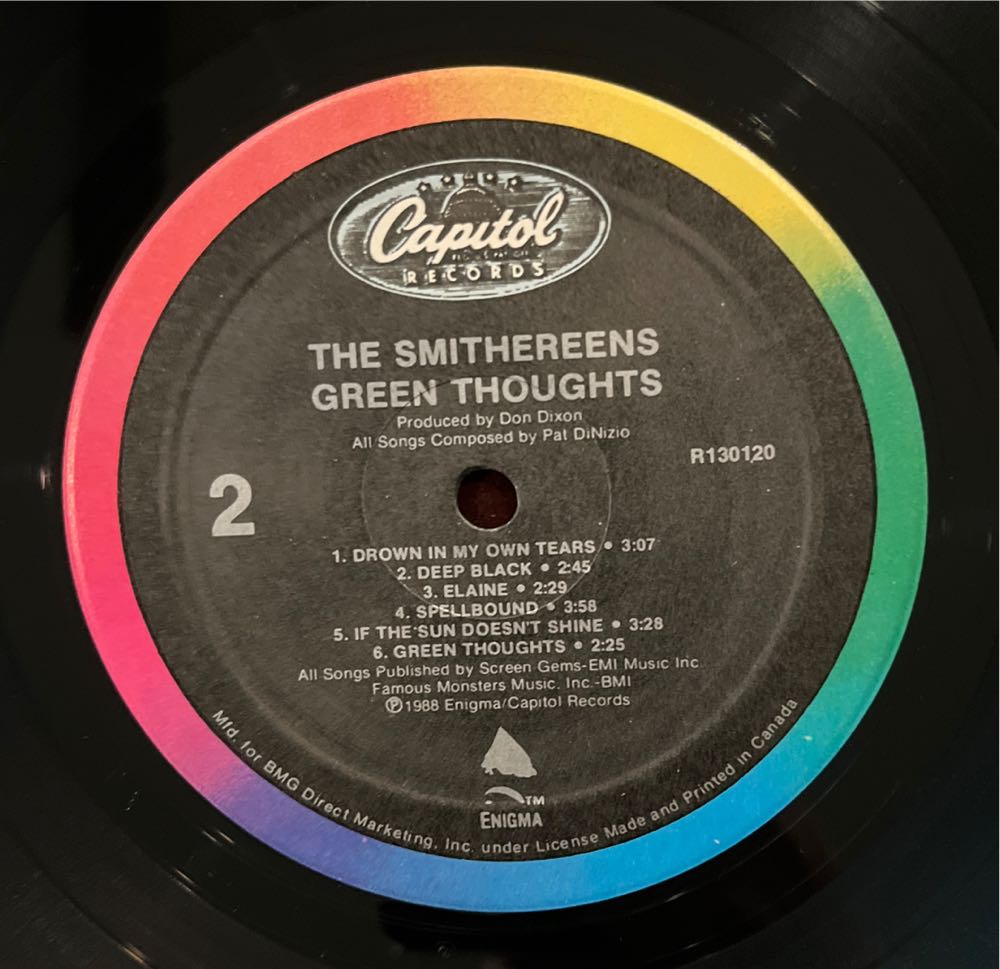 Capitol
RECORDS
THE SMITHEREENS
GREEN THOUGHTS
Produced by Don Dixon
All Songs Composed by Pat DiNizio
R130120
2
1. DROWN IN MY OWN TEARS • 3:07
2. DEEP BLACK • 2:45
3. ELAINE • 2:29
4. SPELLBOUND • 3:58
5. IF THE SUN DOESN'T SHINE • 3:28
6. GREEN THOUGHTS • 2:25
All Songs Published by Screen Gems-EMI Music Inc.
Famous Monsters Music. Inc.-BMI
℗1988 Enigma/Capitol Records
TM
ENIGMA
Mfd. for BMG Direct Marketing, Inc. under License Made and Printed in Canada